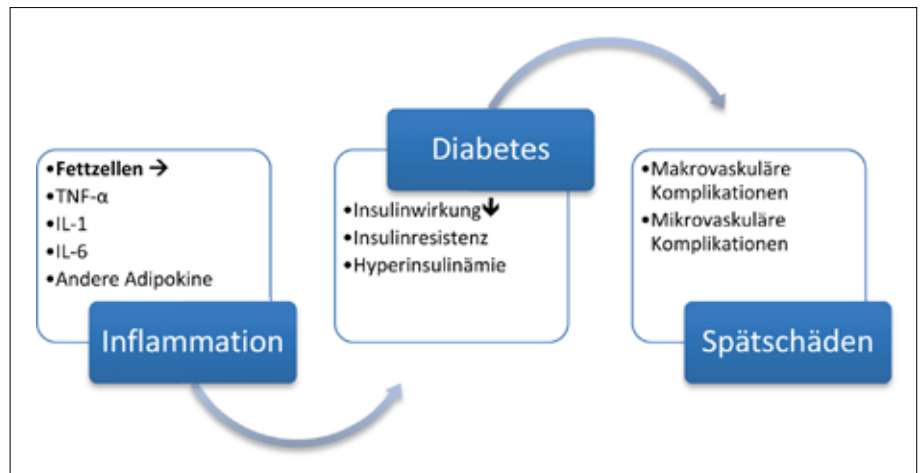 •Fettzellen →
•TNF-α
•IL-1
•IL-6
•Andere Adipokine
Inflammation
Diabetes
•Insulinwirkung↓
•Insulinresistenz
•Hyperinsulinämie
•Makrovaskuläre
Komplikationen
•Mikrovaskuläre
Komplikationen
Spätschäden